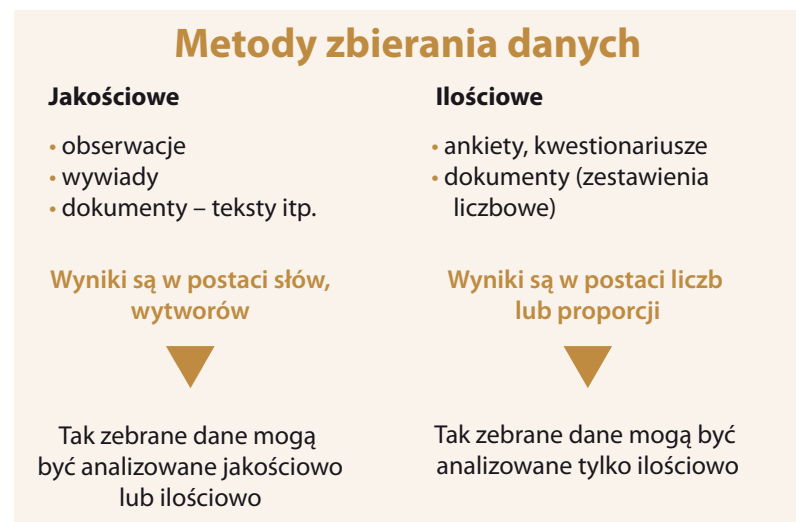 Metody zbierania danych
Jakościowe
• obserwacje
• wywiady
• dokumenty – teksty itp.
Wyniki są w postaci słów,
wytworów
Tak zebrane dane mogą
być analizowane jakościowo
lub ilościowo
Ilościowe
• ankiety, kwestionariusze
• dokumenty (zestawienia
liczbowe)
Wyniki są w postaci liczb
lub proporcji
Tak zebrane dane mogą być
analizowane tylko ilościowo